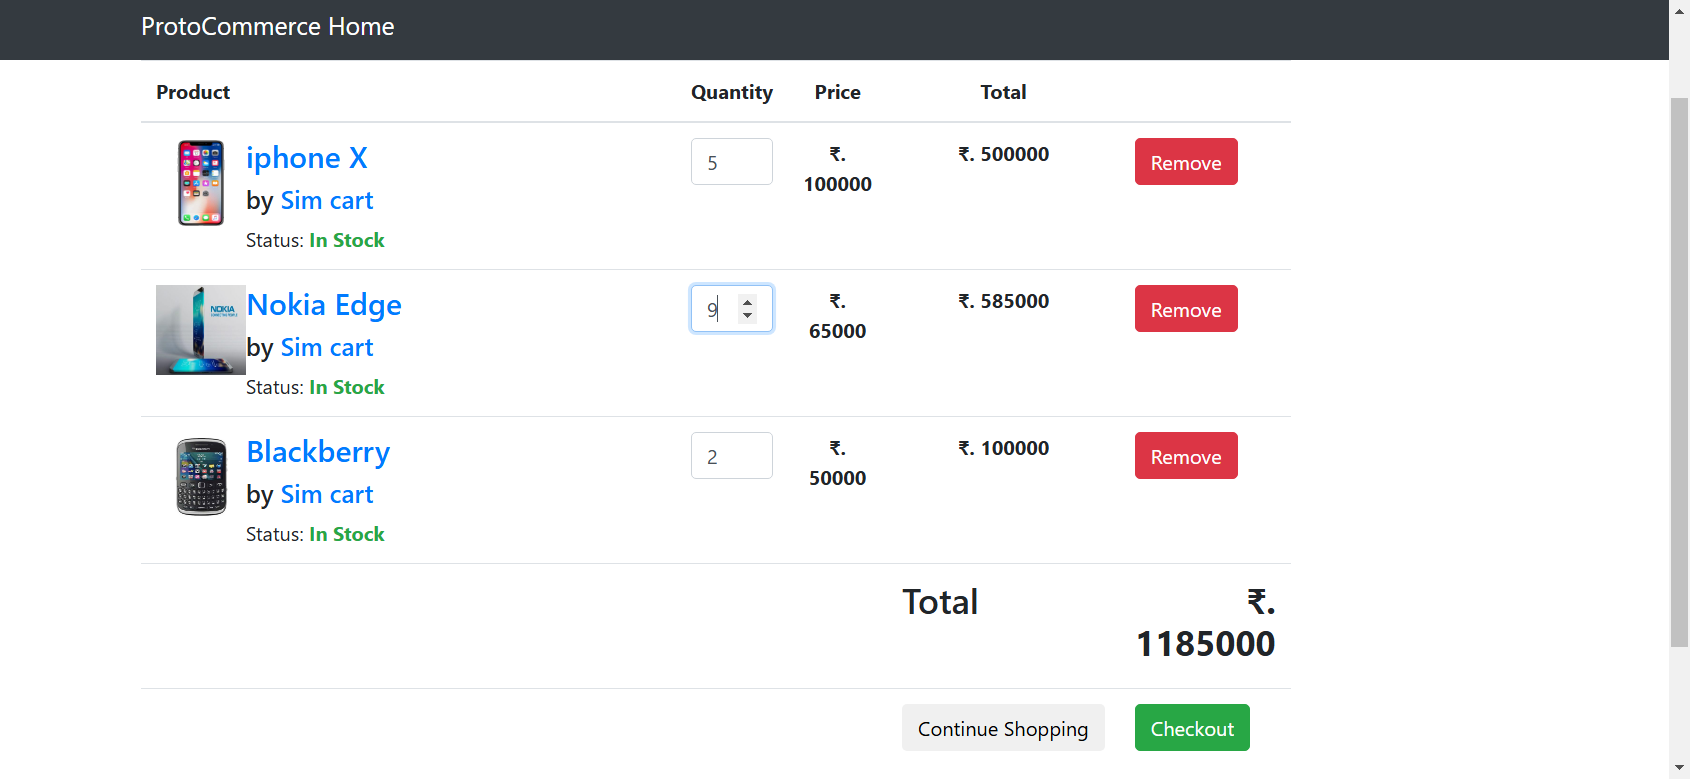 ProtoCommerce Home
Product Quantity Price Total
iphone X 5 ₹. 100000 ₹. 500000 Remove
by Sim cart
Status: In Stock
NOKIA
Nokia Edge 9 ₹. 65000 ₹. 585000 Remove
by Sim cart
Status: In Stock
Blackberry 2 ₹. 50000 ₹. 100000 Remove
by Sim cart
Status: In Stock
Total ₹. 1185000
Continue Shopping Checkout